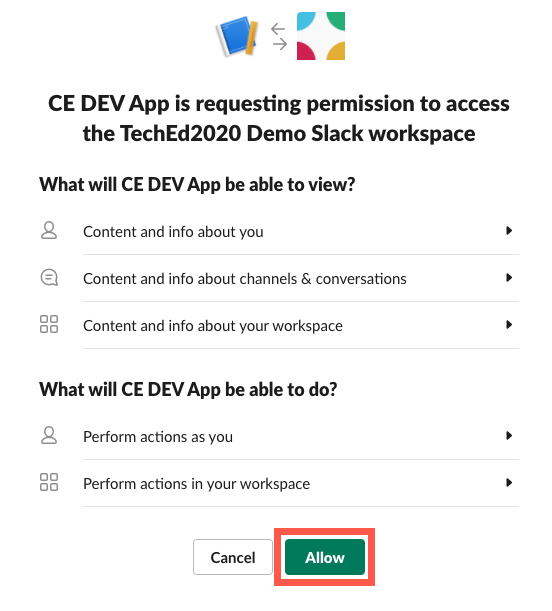 CE DEV App is requesting permission to access
the TechEd2020 Demo Slack workspace
What will CE DEV App be able to view?
Content and info about you
Content and info about channels & conversations
Content and info about your workspace
What will CE DEV App be able to do?
Perform actions as you
Perform actions in your workspace
Cancel Allow